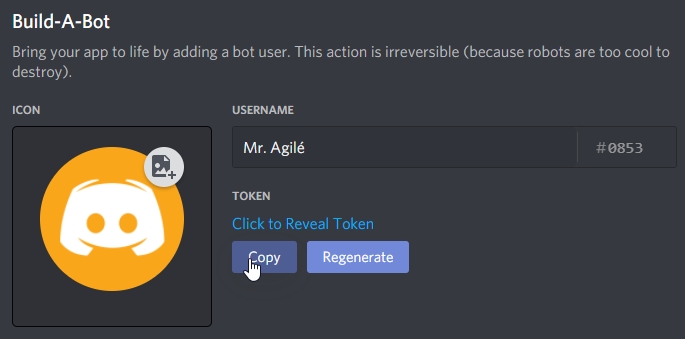 Build-A-Bot
Bring your app to life by adding a bot user. This action is irreversible (because robots are too cool to
destroy).
ICON
USERNAME
Mr. Agilé
#0853
TOKEN
Click to Reveal Token
Copy
Regenerate